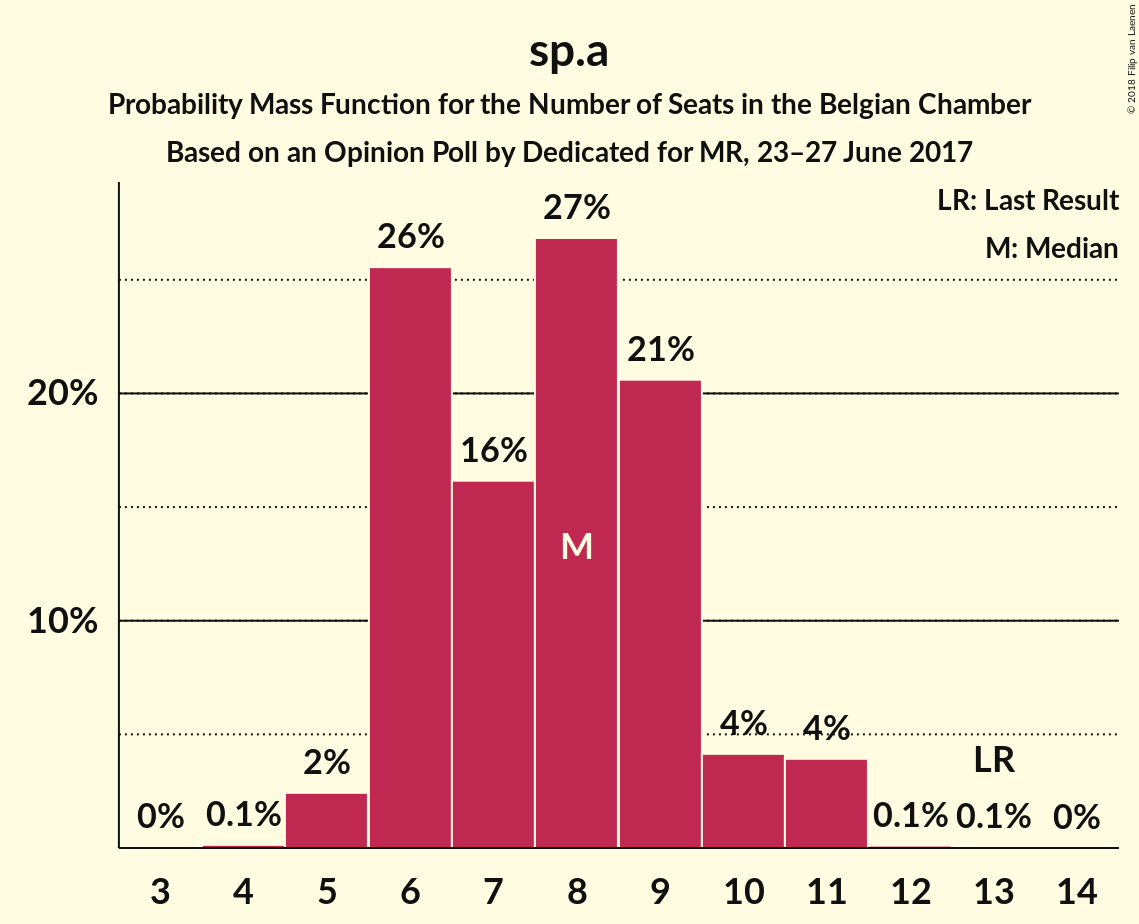 sp.a
Probability Mass Function for the Number of Seats in the Belgian Chamber
Based on an Opinion Poll by Dedicated for MR, 23–27 June 2017
© 2018 Filip van Laenen
LR: Last Result
M: Median
20%
10%
0%
0.1%
2%
26%
16%
27%
M
21%
4%
4%
0.1%
LR
0.1%
0%
3 4 5 6 7 8 9 10 11 12 13 14